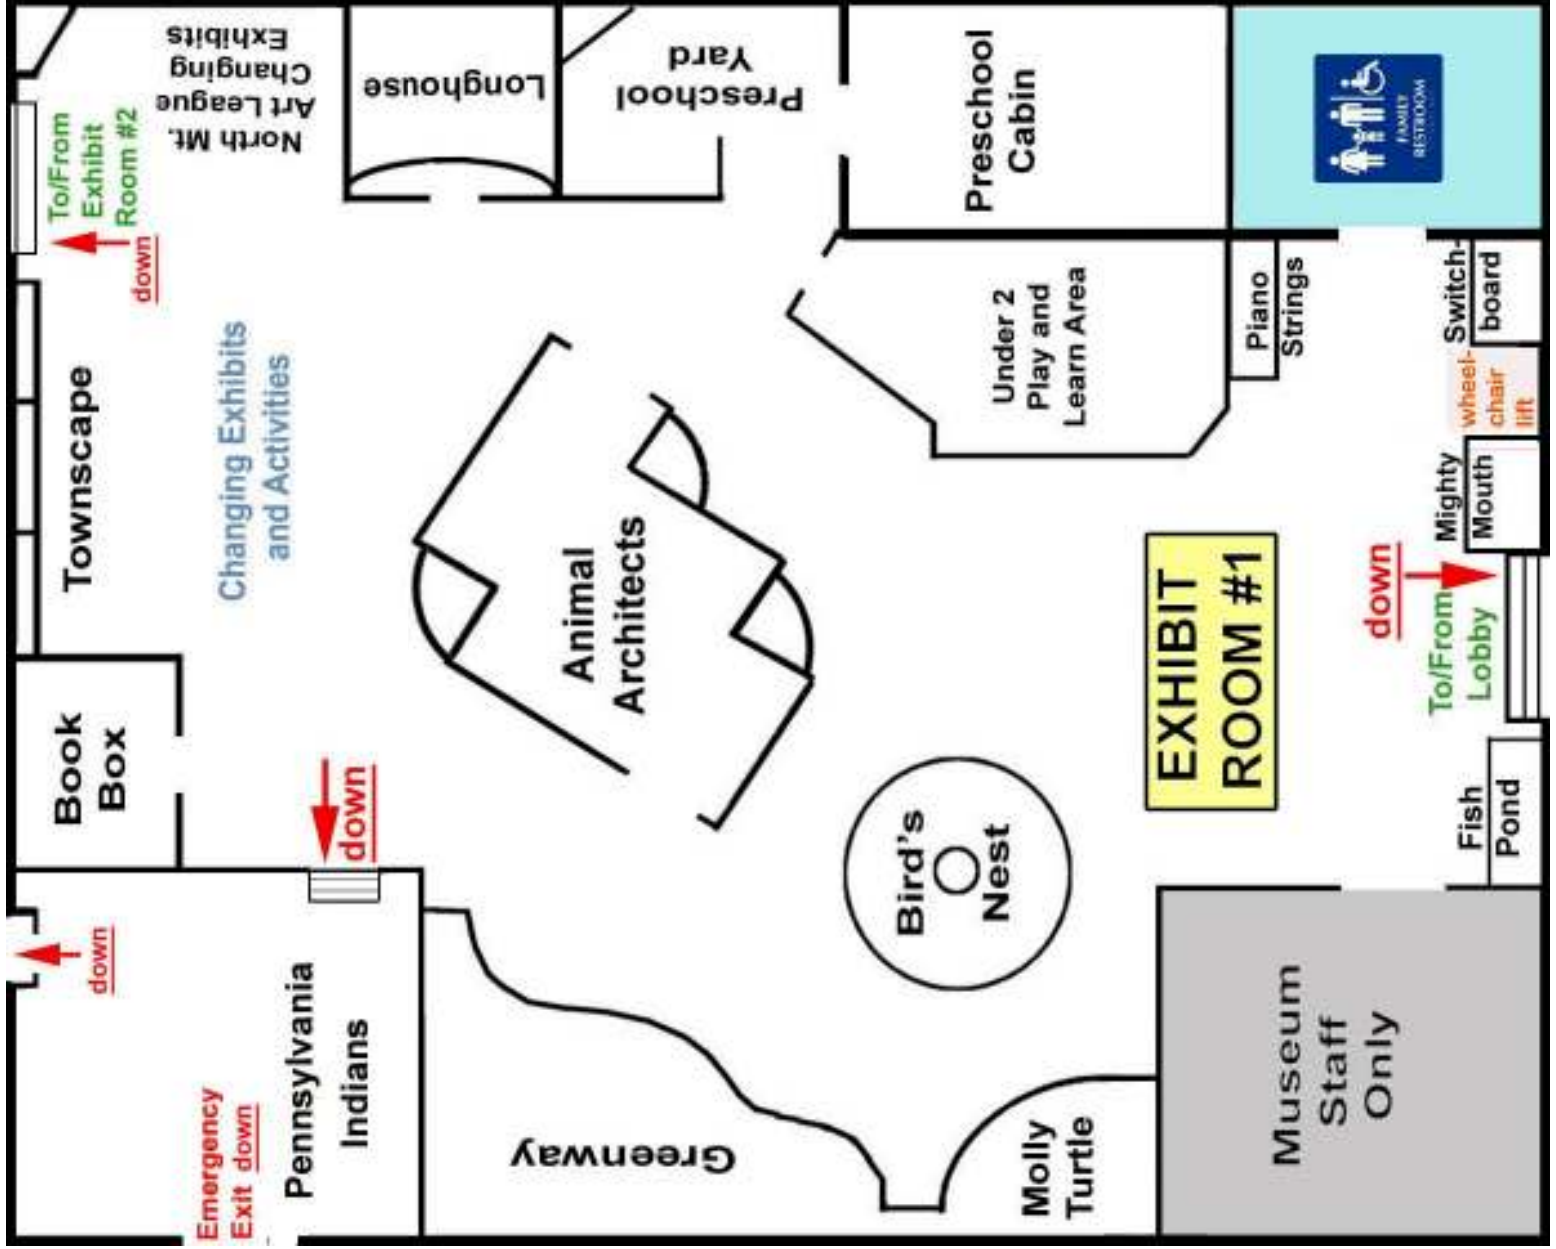 North Mt.
Art League
Changing
Exhibits
Longhouse
Preschool
Yard
Preschool
Cabin
FAMILY
RESTROOM
To/From
Exhibit
Room #2
down
Townscape
Changing Exhibits
and Activities
Under 2
Play and
Learn Area
Piano
Strings
Switch-
board
wheel-
chair
lift
Mighty
Mouth
Animal
Architects
EXHIBIT
ROOM #1
down
To/From
Lobby
Book
Box
down
Bird's
Nest
Fish
Pond
down
Pennsylvania
Indians
Emergency
Exit down
Greenway
Molly
Turtle
Museum
Staff
Only